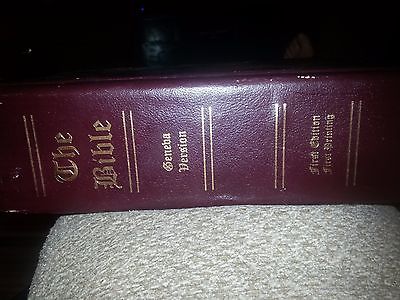 The
Bible
Geneva
Version
First Edition
First Printing